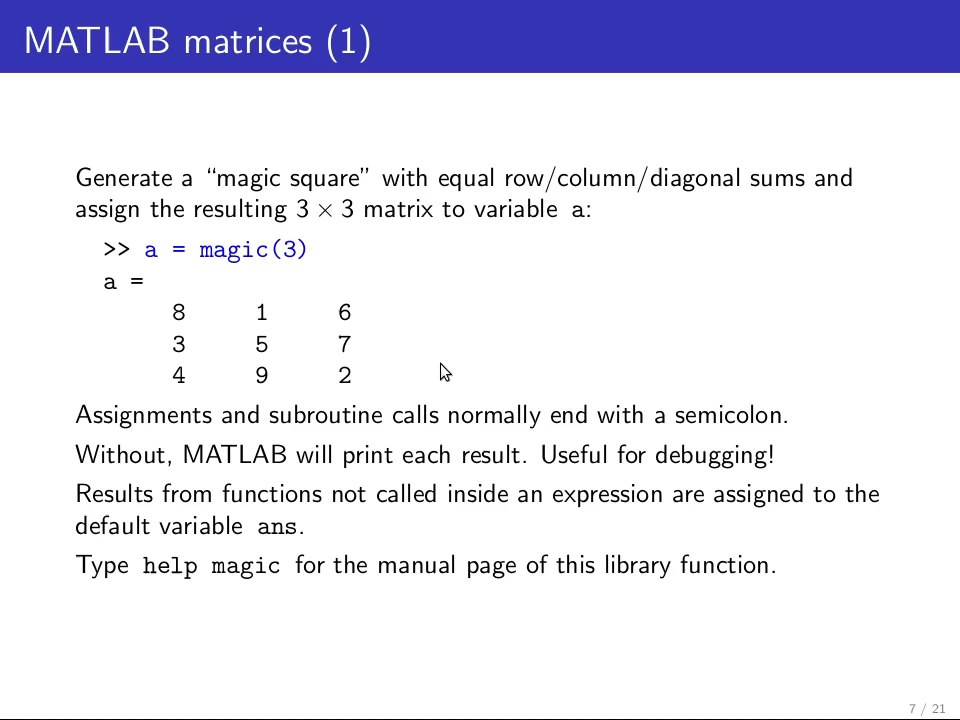 MATLAB matrices (1)
Generate a “magic square” with equal row/column/diagonal sums and
assign the resulting 3 × 3 matrix to variable a:
>> a = magic(3)
a =
8 1 6
3 5 7
4 9 2
Assignments and subroutine calls normally end with a semicolon.
Without, MATLAB will print each result. Useful for debugging!
Results from functions not called inside an expression are assigned to the
default variable ans.
Type help magic for the manual page of this library function.
7 / 21